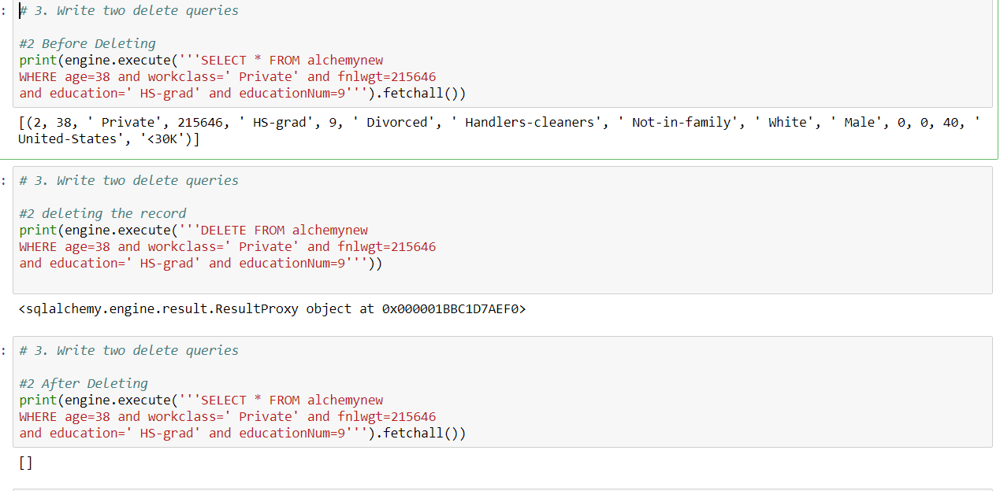 : # 3. Write two delete queries
#2 Before Deleting
print(engine.execute('''SELECT * FROM alchemynew
WHERE age=38 and workclass=' Private' and fnlwgt=215646
and education=' HS-grad' and educationNum=9''').fetchall())
[(2, 38, ' Private', 215646, ' HS-grad', 9, ' Divorced', ' Handlers-cleaners', ' Not-in-family', ' White', ' Male', 0, 0, 40, '
United-States', '<30K')]
: # 3. Write two delete queries
#2 deleting the record
print(engine.execute('''DELETE FROM alchemynew
WHERE age=38 and workclass=' Private' and fnlwgt=215646
and education=' HS-grad' and educationNum=9'''))
<sqlalchemy.engine.result.ResultProxy object at 0x000001BBC1D7AEF0>
: # 3. Write two delete queries
#2 After Deleting
print(engine.execute('''SELECT * FROM alchemynew
WHERE age=38 and workclass=' Private' and fnlwgt=215646
and education=' HS-grad' and educationNum=9''').fetchall())
[]